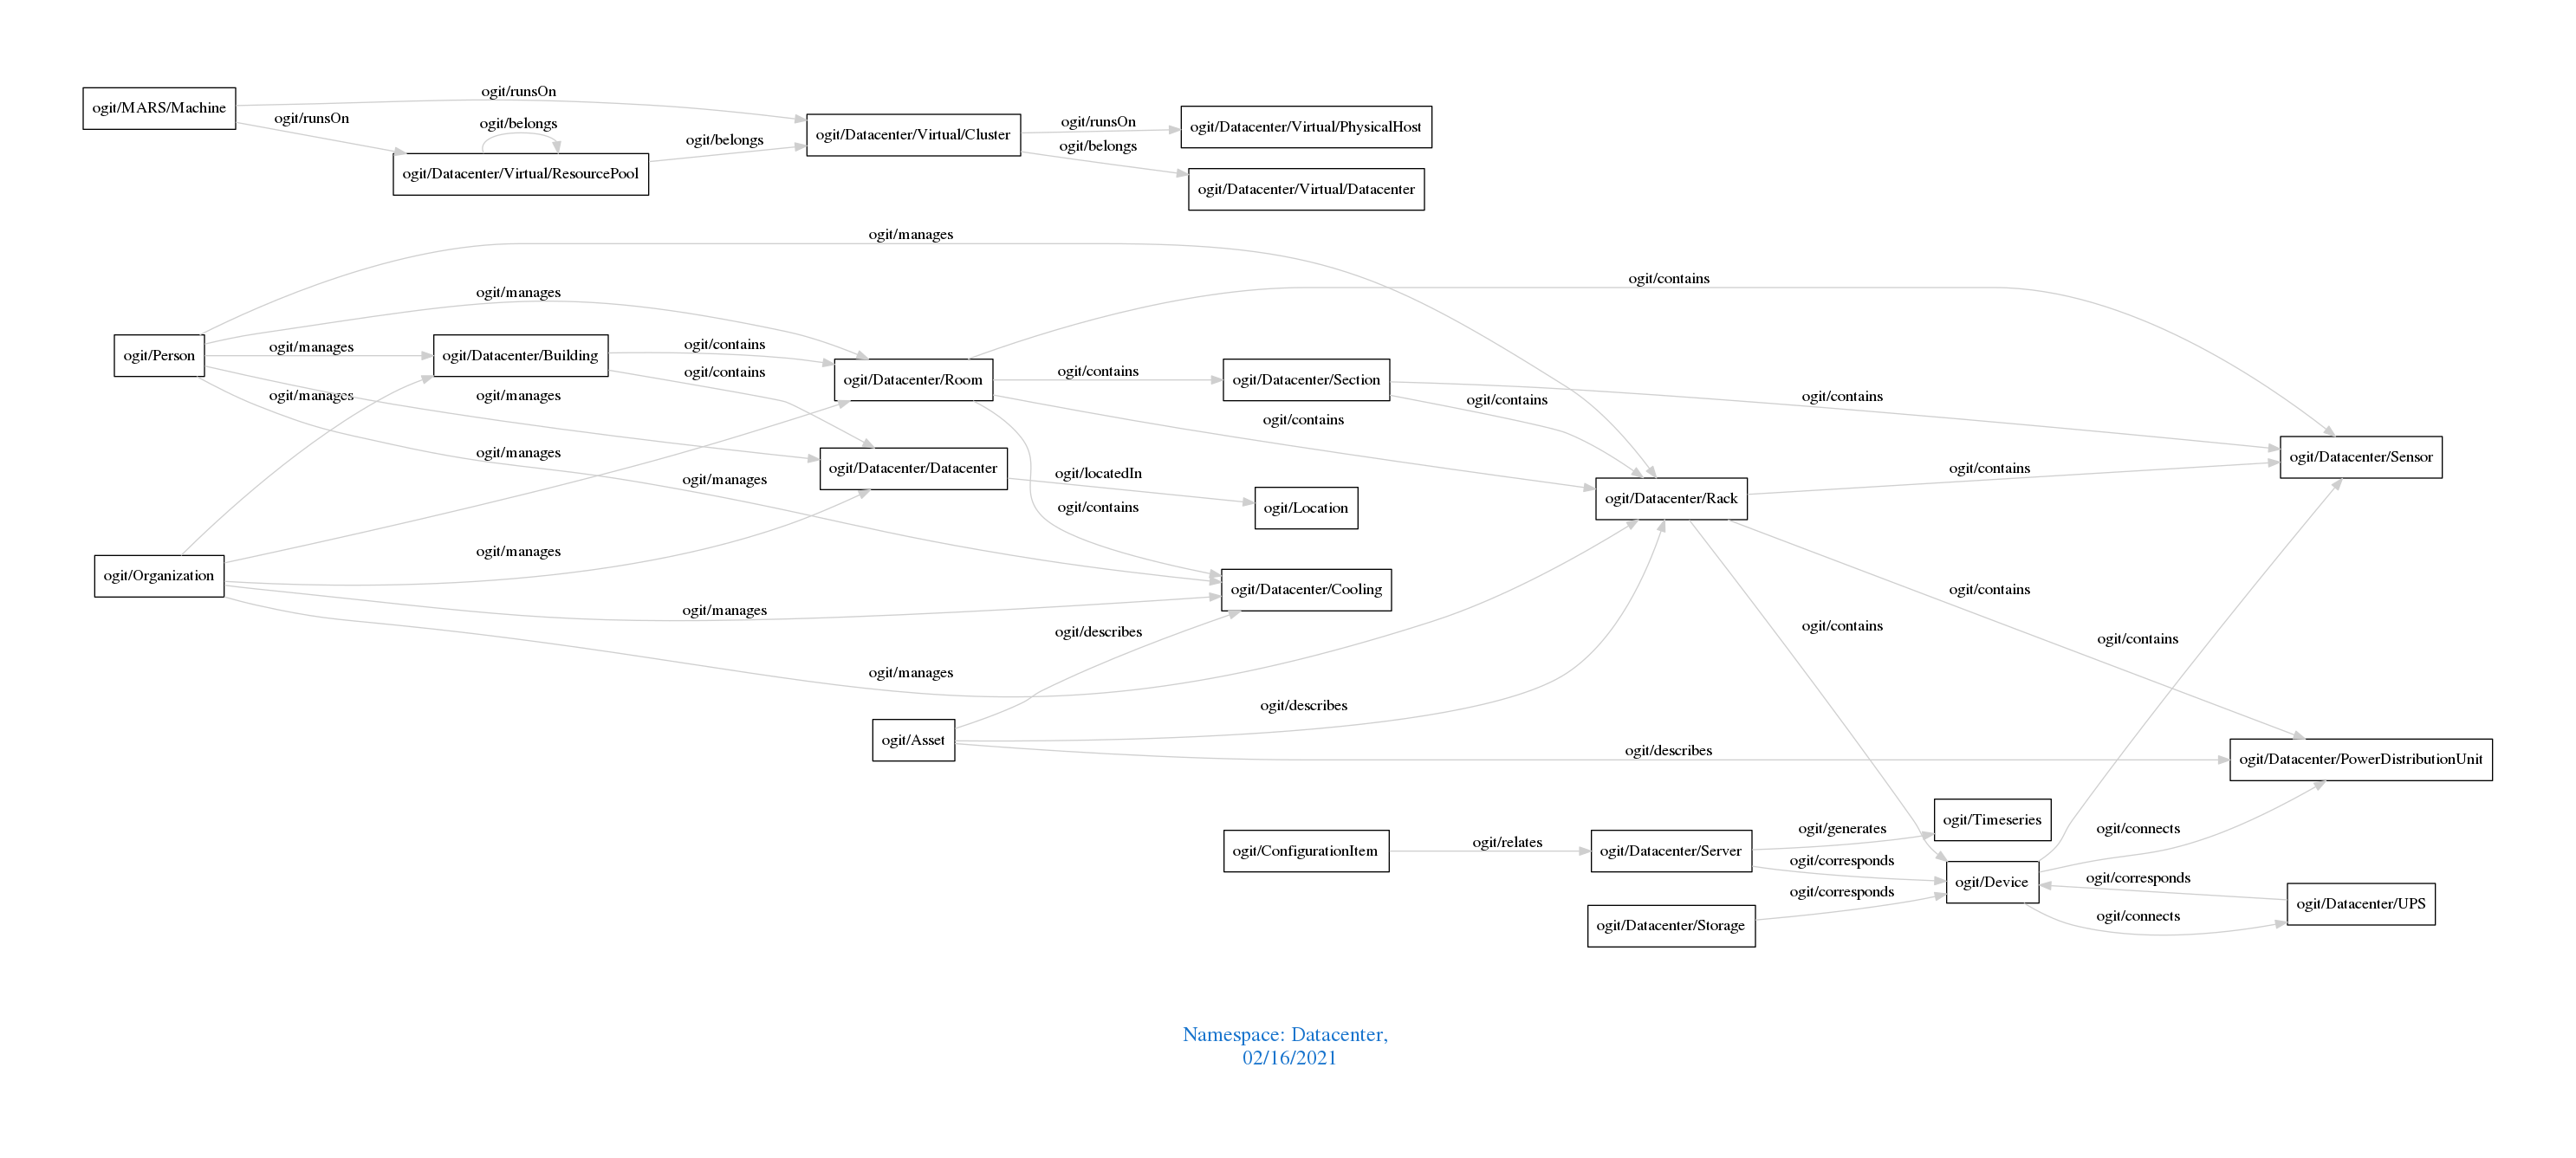 ogit/MARS/Machine
ogit/runsOn
ogit/runsOn
ogit/belongs
ogit/Datacenter/Virtual/ResourcePool
ogit/belongs
ogit/Datacenter/Virtual/Cluster
ogit/runsOn
ogit/belongs
ogit/Datacenter/Virtual/PhysicalHost
ogit/Datacenter/Virtual/Datacenter
ogit/manages
ogit/manages
ogit/contains
ogit/Person
ogit/manages
ogit/Datacenter/Building
ogit/contains
ogit/contains
ogit/manages
ogit/manages
ogit/Datacenter/Room
ogit/contains
ogit/Datacenter/Section
ogit/contains
ogit/contains
ogit/contains
ogit/manages
ogit/manages
ogit/Datacenter/Datacenter
ogit/locatedIn
ogit/Location
ogit/contains
ogit/Datacenter/Rack
ogit/contains
ogit/Datacenter/Sensor
ogit/Organization
ogit/manages
ogit/manages
ogit/Datacenter/Cooling
ogit/describes
ogit/manages
ogit/contains
ogit/contains
ogit/contains
ogit/Asset
ogit/describes
ogit/describes
ogit/Datacenter/PowerDistributionUnit
ogit/ConfigurationItem
ogit/relates
ogit/Datacenter/Server
ogit/generates
ogit/Timeseries
ogit/corresponds
ogit/corresponds
ogit/Datacenter/Storage
ogit/Device
ogit/connects
ogit/corresponds
ogit/connects
ogit/Datacenter/UPS
Namespace: Datacenter,
02/16/2021